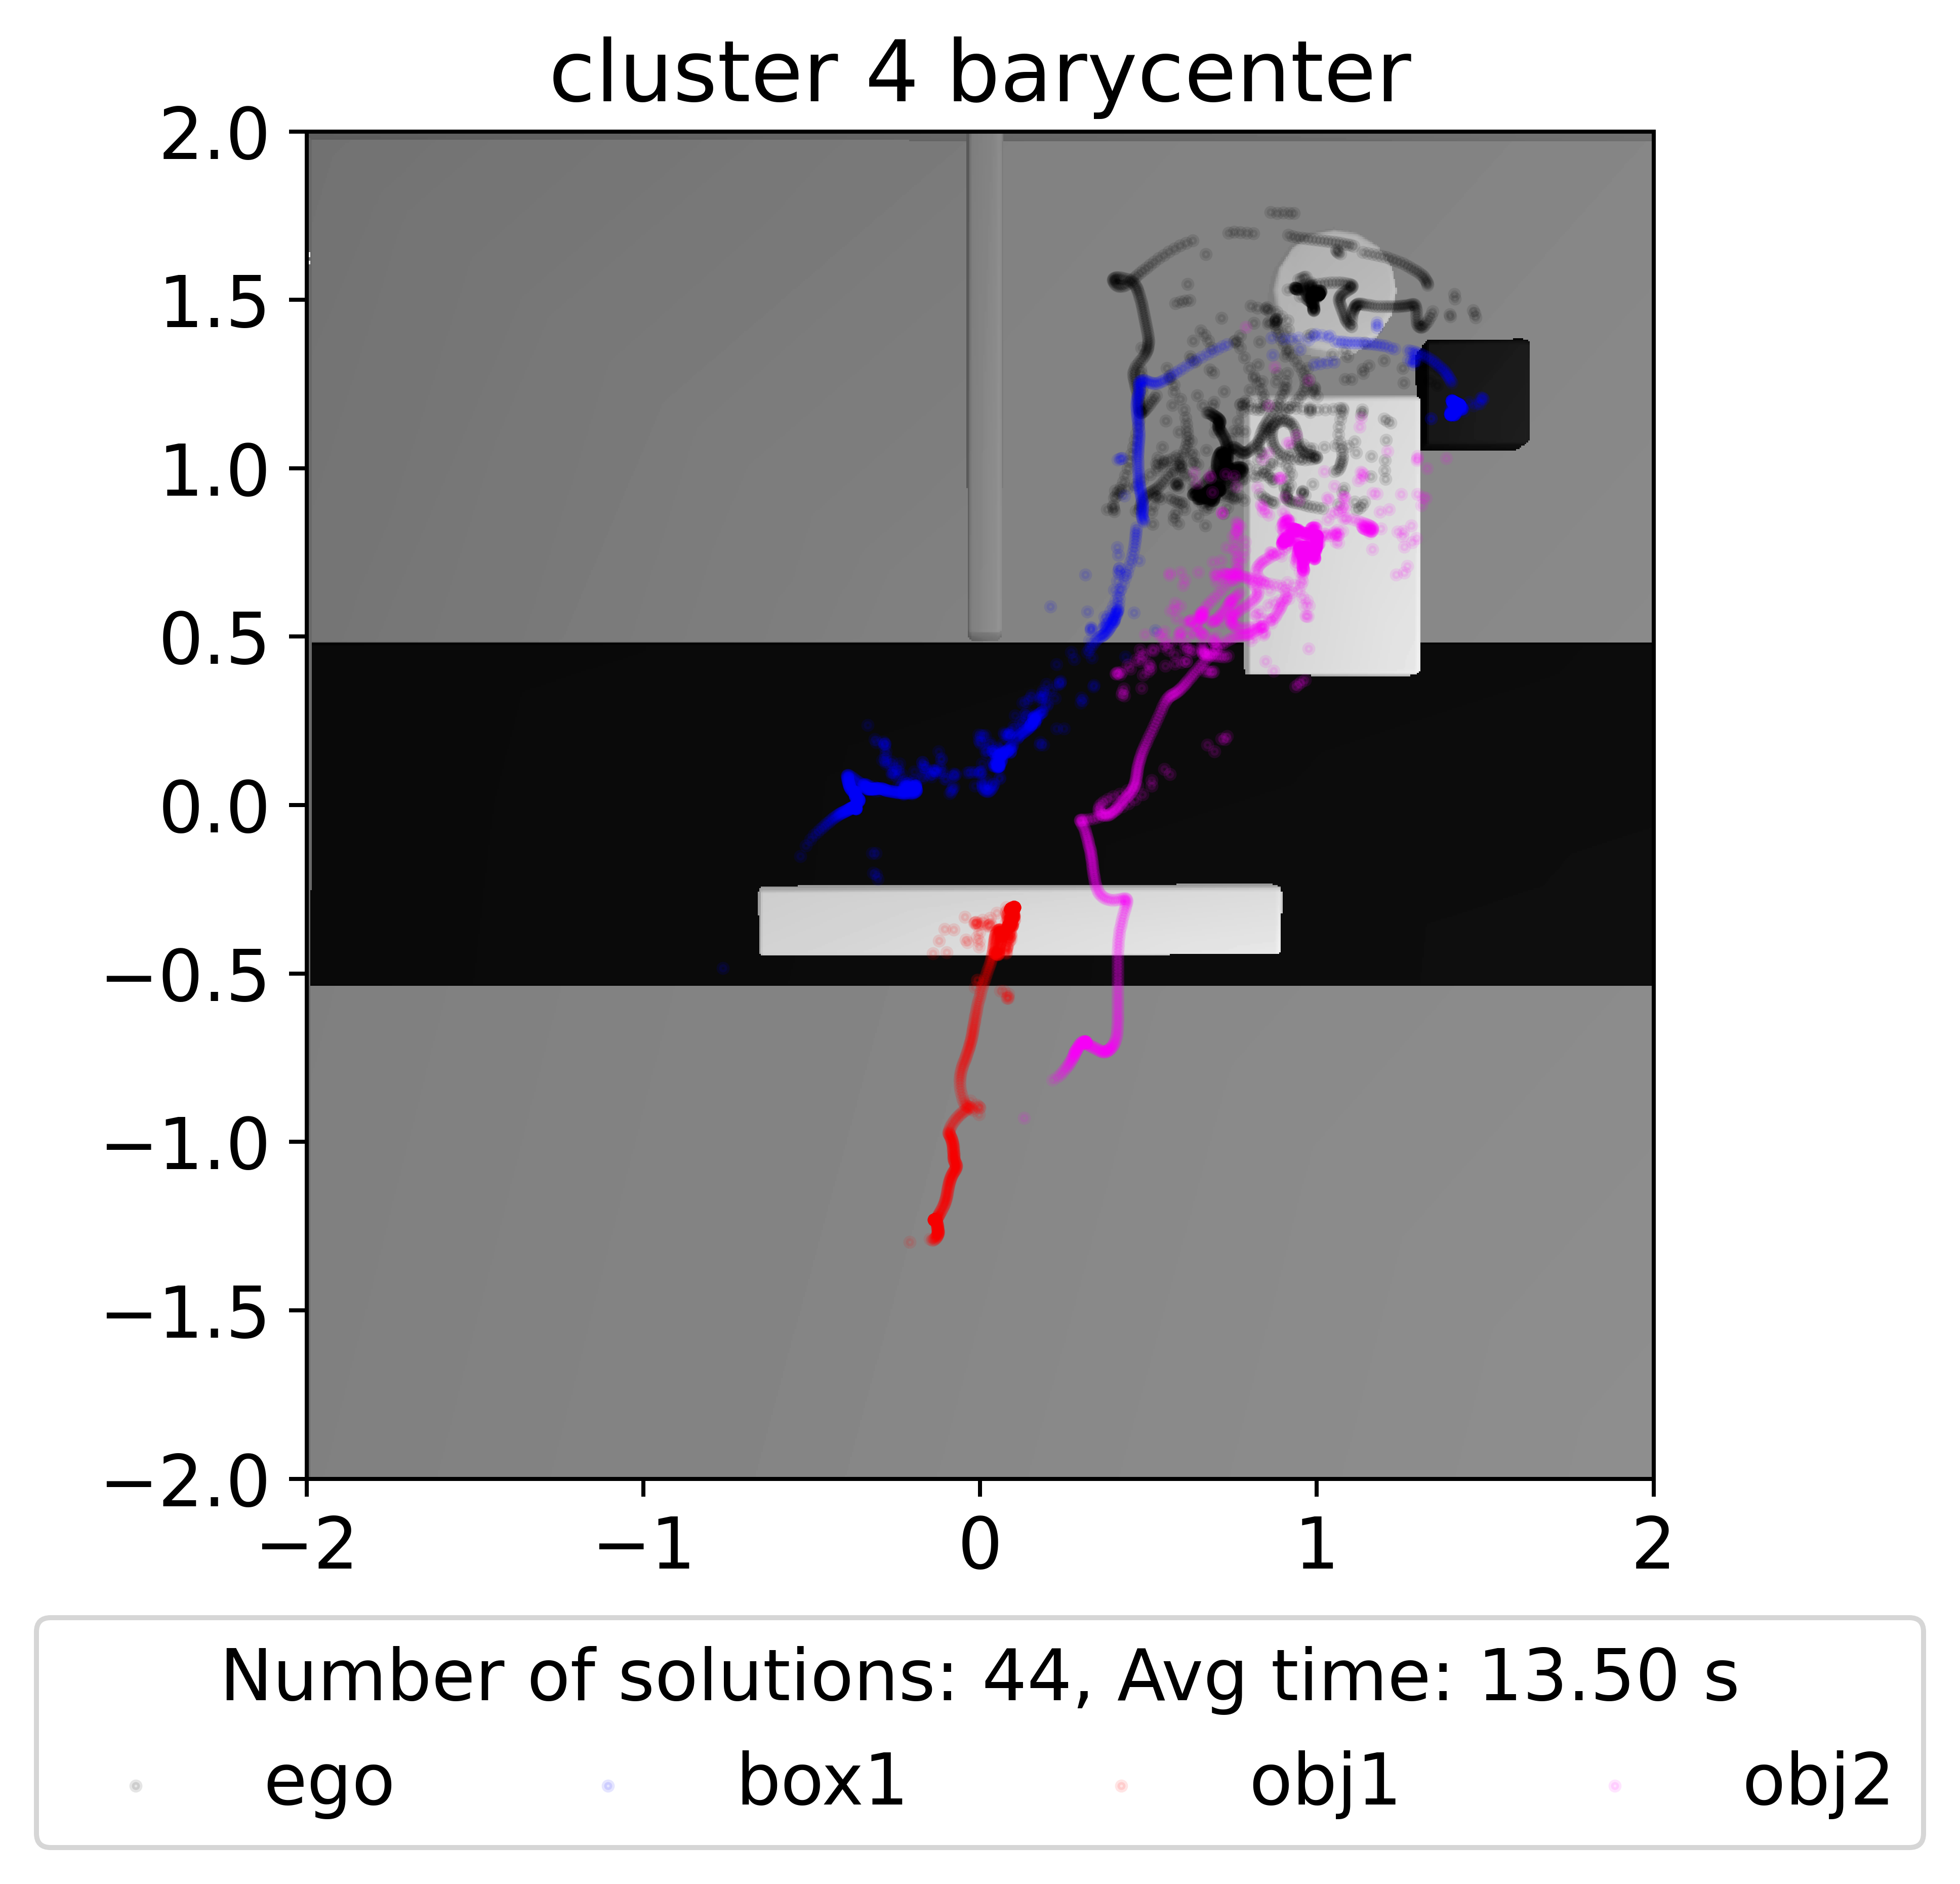 cluster 4 barycenter
2.0
1.5
1.0
0.5
0.0
−0.5
−1.0
−1.5
−2.0
−2 −1 0 1 2
Number of solutions: 44, Avg time: 13.50 s
ego box1 obj1 obj2